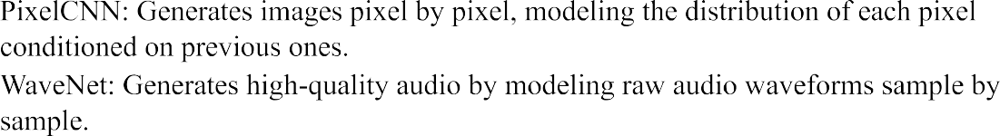 PixelCNN: Generates images pixel by pixel, modeling the distribution of each pixel
conditioned on previous ones.
WaveNet: Generates high-quality audio by modeling raw audio waveforms sample by
sample.